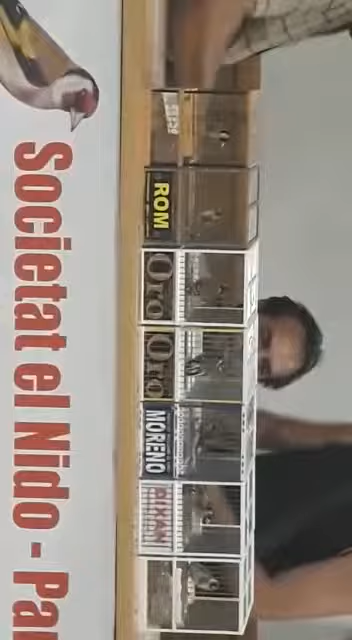 ROM
Oro
Oro
MORENO
Societat el Nido - Pa